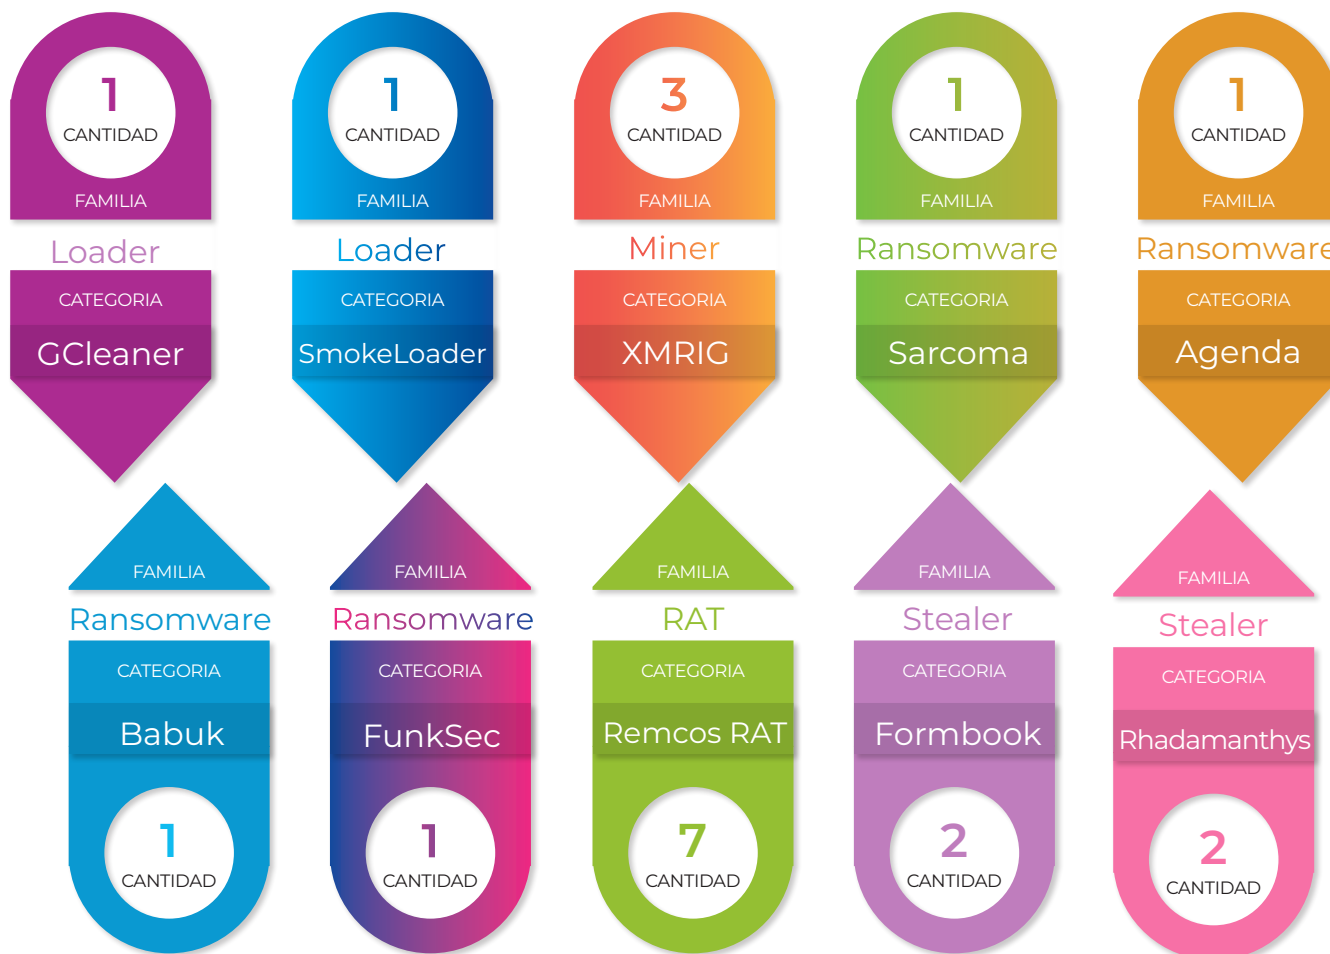 1
CANTIDAD
FAMILIA
Loader
CATEGORIA
GCleaner
1
CANTIDAD
FAMILIA
Loader
CATEGORIA
SmokeLoader
3
CANTIDAD
FAMILIA
Miner
CATEGORIA
XMRIG
1
CANTIDAD
FAMILIA
Ransomware
CATEGORIA
Sarcoma
1
CANTIDAD
FAMILIA
Ransomware
CATEGORIA
Agenda
FAMILIA
Ransomware
CATEGORIA
Babuk
1
CANTIDAD
FAMILIA
Ransomware
CATEGORIA
FunkSec
1
CANTIDAD
FAMILIA
RAT
CATEGORIA
Remcos RAT
7
CANTIDAD
FAMILIA
Stealer
CATEGORIA
Formbook
2
CANTIDAD
FAMILIA
Stealer
CATEGORIA
Rhadamanthys
2
CANTIDAD